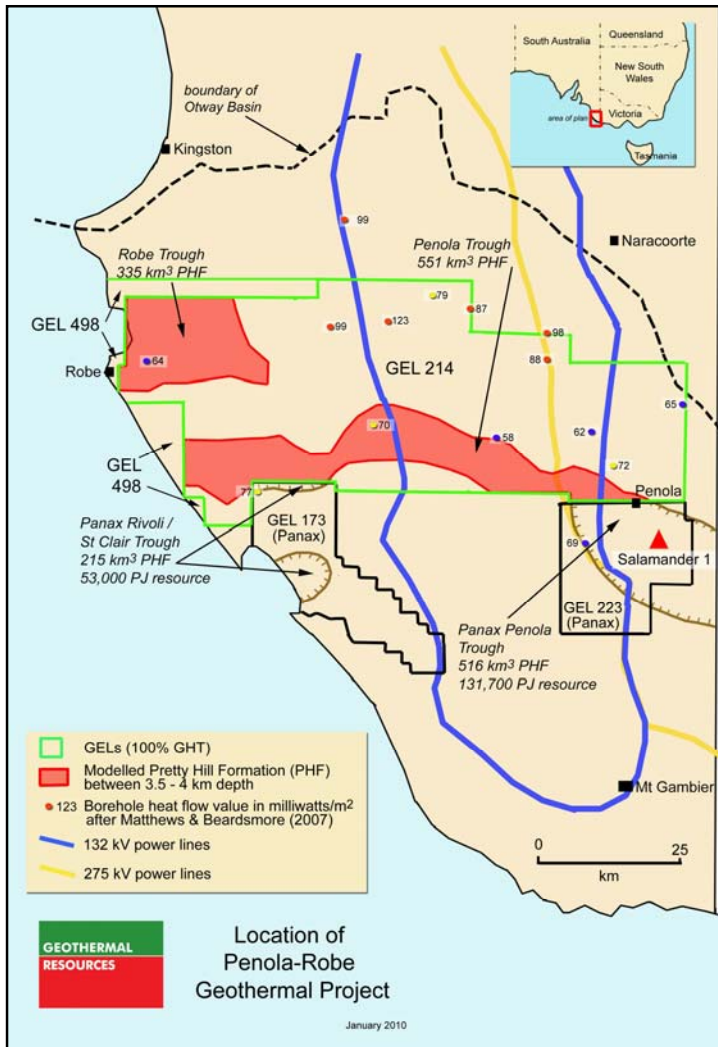 South Australia
Queensland
New South
Wales
Victoria
area of plan
Tasmania
boundary of
Otway Basin
Kingston
Naracoorte
99
Robe Trough
335 km³ PHF
Penola Trough
551 km³ PHF
GEL 498
79
87
99
123
98
88
64
Robe
GEL 214
65
70
58
62
72
GEL
498
77
Penola
Panax Rivoli /
St Clair Trough
215 km³ PHF
53,000 PJ resource
GEL 173
(Panax)
69
Salamander 1
GEL 223
(Panax)
Panax Penola
Trough
516 km³ PHF
131,700 PJ resource
Mt Gambier
GELs (100% GHT)
Modelled Pretty Hill Formation (PHF)
between 3.5 - 4 km depth
123 Borehole heat flow value in milliwatts/m²
after Matthews & Beardsmore (2007)
132 kV power lines
275 kV power lines
0 25
km
GEOTHERMAL
RESOURCES
Location of
Penola-Robe
Geothermal Project
January 2010